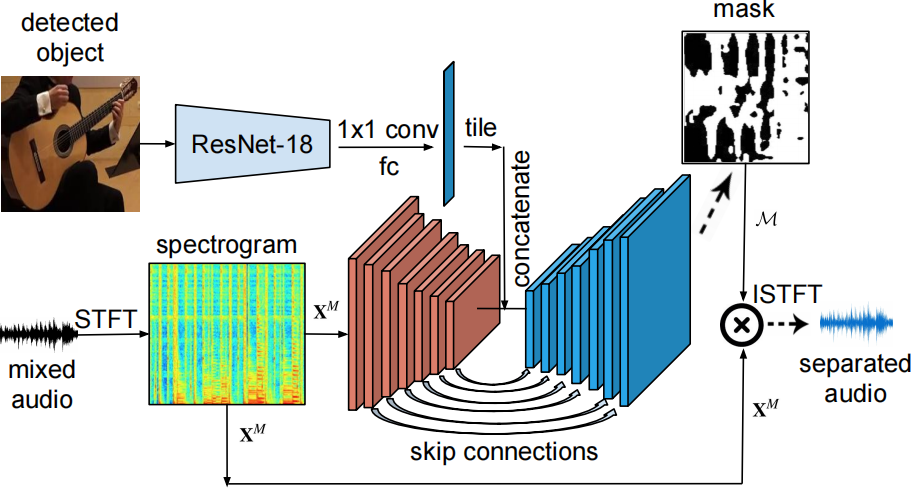 detected
object
mask
ResNet-18
1x1 conv
fc
tile
concatenate
spectrogram
STFT
mixed
audio
X^M
X^M
skip connections
M
ISTFT
separated
audio
X^M